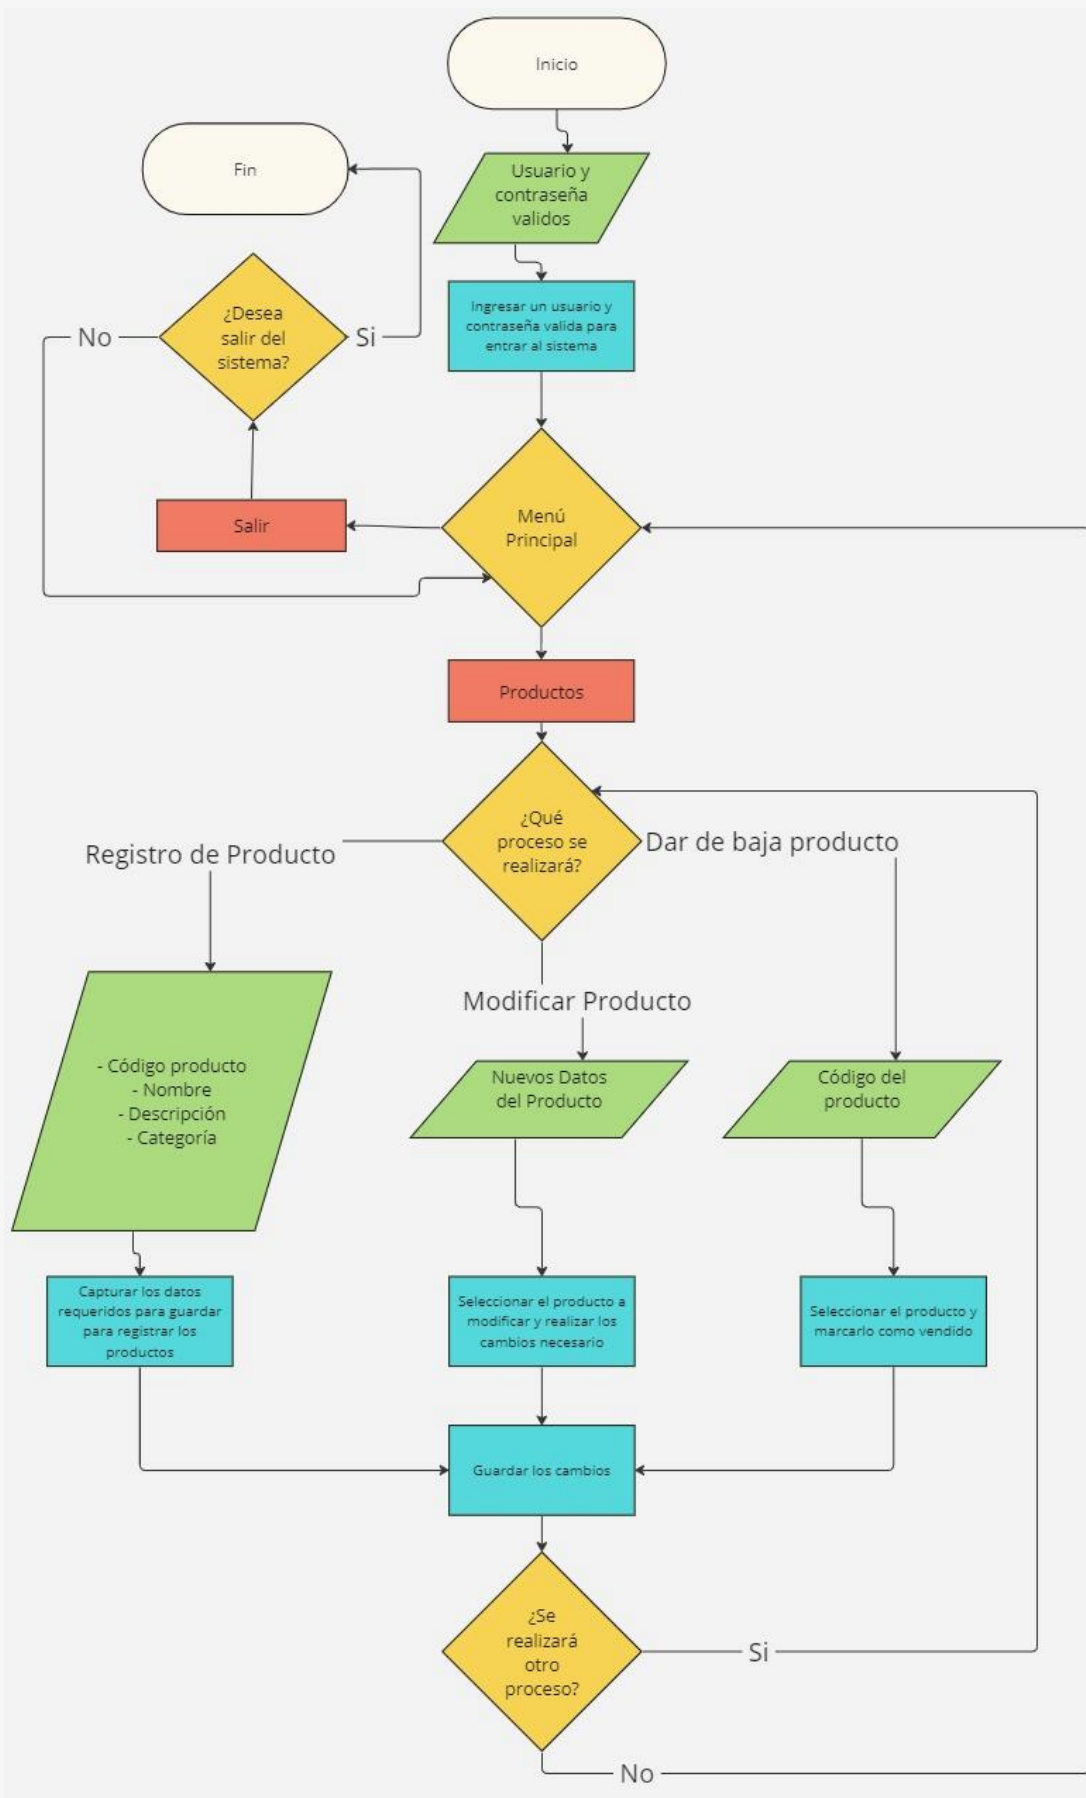 Inicio
Fin
Usuario y
contraseña
validos
¿Desea
salir del
sistema?
No
Si
Ingresar un usuario y
contraseña valida para
entrar al sistema
Salir
Menú
Principal
Productos
¿Qué
proceso se
realizará?
Registro de Producto
Dar de baja producto
Modificar Producto
- Código producto
- Nombre
- Descripción
- Categoría
Nuevos Datos
del Producto
Código del
producto
Capturar los datos
requeridos para guardar
para registrar los
productos
Seleccionar el producto a
modificar y realizar los
cambios necesario
Seleccionar el producto y
marcarlo como vendido
Guardar los cambios
¿Se
realizará
otro
proceso?
Si
No